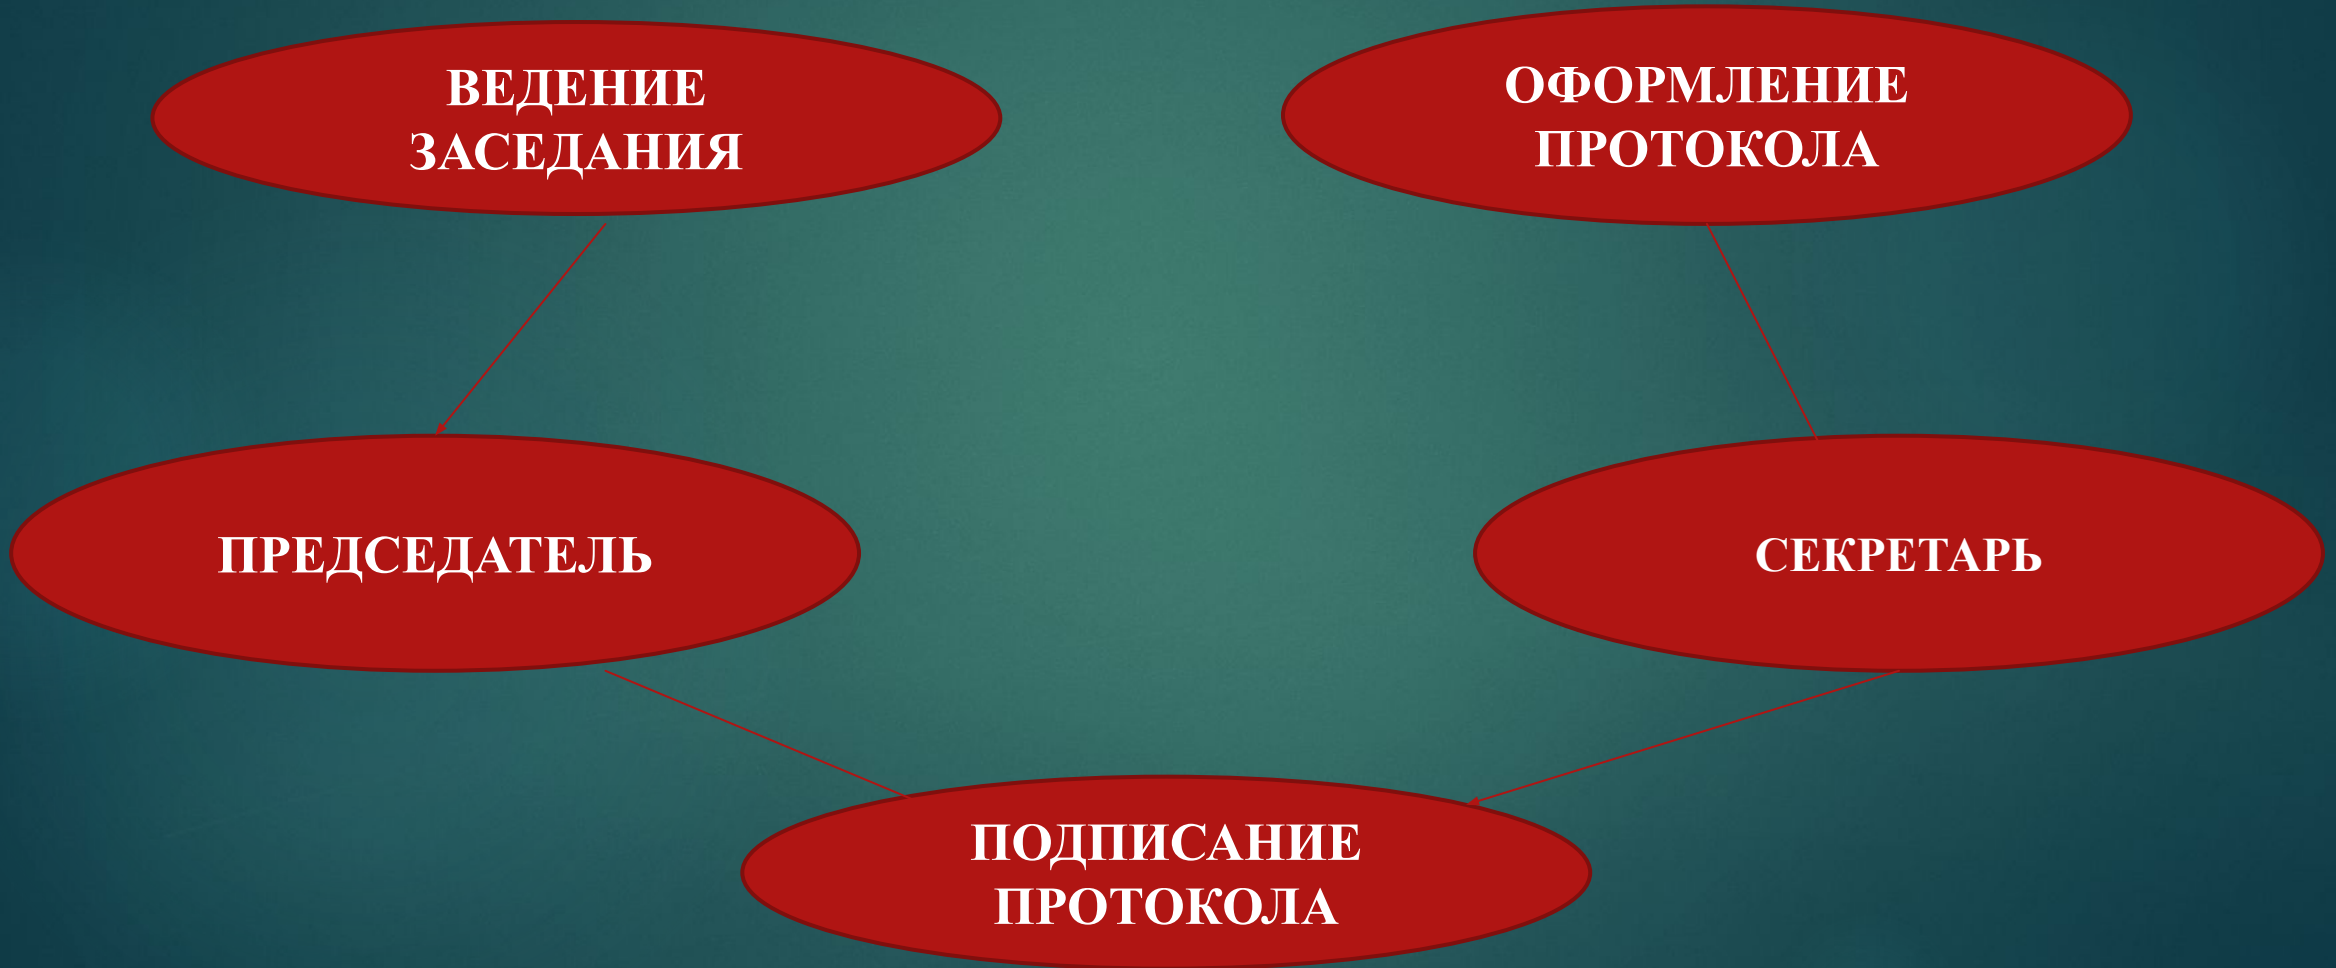 ВЕДЕНИЕ
ЗАСЕДАНИЯ
ОФОРМЛЕНИЕ
ПРОТОКОЛА
ПРЕДСЕДАТЕЛЬ
СЕКРЕТАРЬ
ПОДПИСАНИЕ
ПРОТОКОЛА